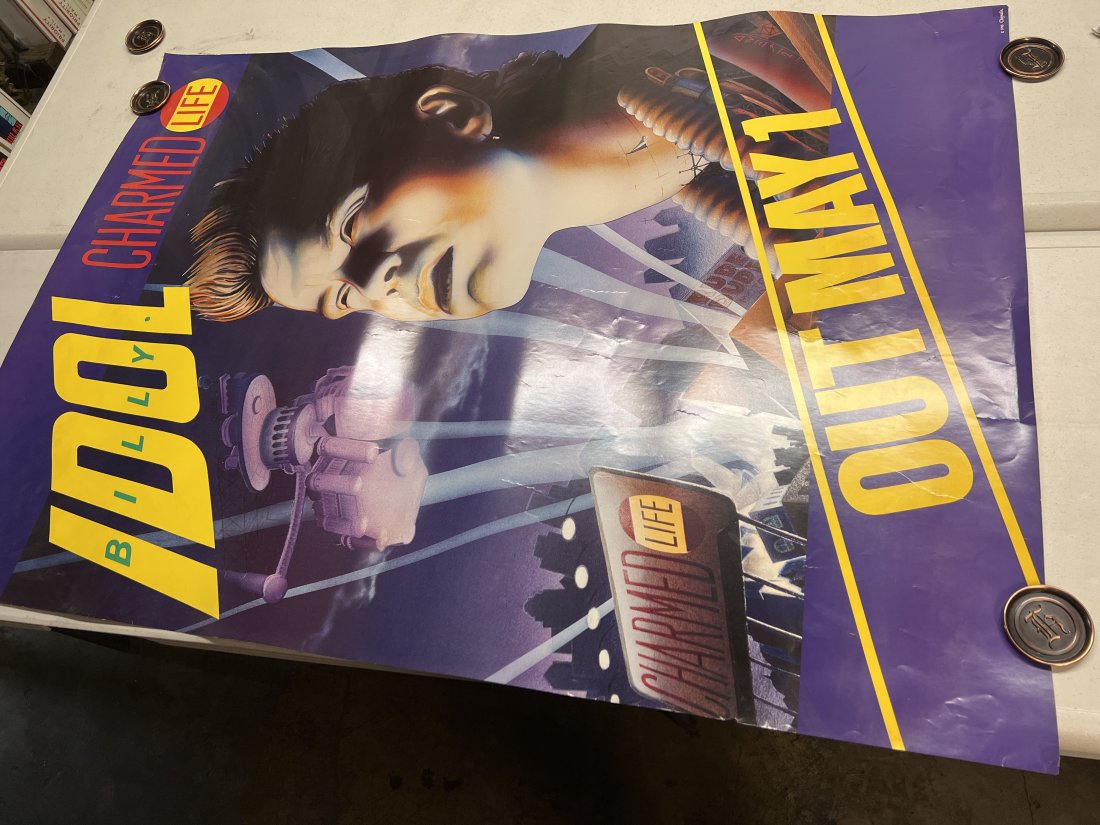 BILLY
IDOL
CHARMED
LIFE
CHARMED
LIFE
OUT MAY 1